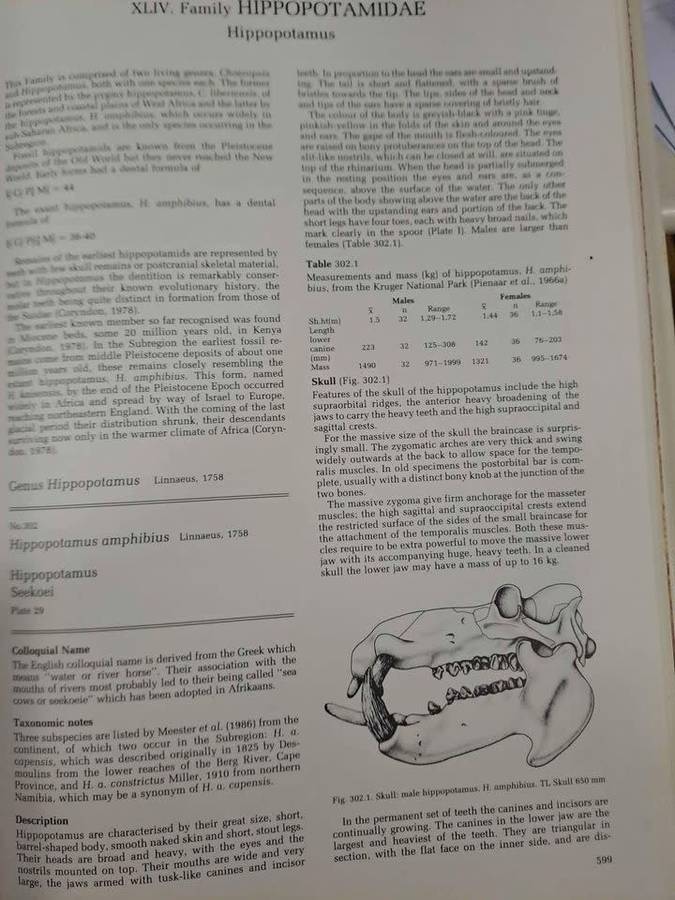 XLIV. Family HIPPOPOTAMIDAE
Hippopotamus
This Family is comprised of two living genera, Choeropsis
and Hippopotamus, both with one species each. The former
is represented by the pygmy hippopotamus, C. liberiensis, of
the forests and coastal plains of West Africa and the latter by
the hippopotamus, H. amphibius, which occurs widely in
sub-Saharan Africa, and is the only species occurring in the
Subregion.
Fossil hippopotamids are known from the Pleistocene
deposits of the Old World but they never reached the New
World. Early forms had a dental formula of
= 44
The extant hippopotamus, H. amphibius, has a dental
formula of
= 38-40
Remains of the earliest hippopotamids are represented by
teeth with few skull remains or postcranial skeletal material,
but in Hippopotamus the dentition is remarkably conser-
vative throughout their known evolutionary history, the
molar teeth being quite distinct in formation from those of
the Suidae (Coryndon, 1978).
The earliest known member so far recognised was found
in Miocene beds, some 20 million years old, in Kenya
(Coryndon, 1978). In the Subregion the earliest fossil re-
mains come from middle Pleistocene deposits of about one
million years old, these remains closely resembling the
extant hippopotamus, H. amphibius. This form, named
H. by the end of the Pleistocene Epoch occurred
widely in Africa and spread by way of Israel to Europe,
reaching northeastern England. With the coming of the last
glacial period their distribution shrunk, their descendants
surviving now only in the warmer climate of Africa (Coryn-
don, 1978).
Genus Hippopotamus Linnaeus, 1758
No. 302
Hippopotamus amphibius Linnaeus, 1758
Hippopotamus
Seekoei
Plate 29
Colloquial Name
The English colloquial name is derived from the Greek which
means "water or river horse". Their association with the
mouths of rivers most probably led to their being called "sea
cows or seekoeie" which has been adopted in Afrikaans.
Taxonomic notes
Three subspecies are listed by Meester et al. (1986) from the
continent, of which two occur in the Subregion: H. a.
capensis, which was described originally in 1825 by Des-
moulins from the lower reaches of the Berg River, Cape
Province, and H. a. constrictus Miller, 1910 from northern
Namibia, which may be a synonym of H. a. capensis.
Description
Hippopotamus are characterised by their great size, short,
barrel-shaped body, smooth naked skin and short, stout legs.
Their heads are broad and heavy, with the eyes and the
nostrils mounted on top. Their mouths are wide and very
large, the jaws armed with tusk-like canines and incisor
teeth. In proportion to the head the ears are small and upstand-
ing. The tail is short and flattened, with a sparse brush of
bristles towards the tip. The lips, sides of the head and neck
and tips of the ears have a sparse covering of bristly hair.
The colour of the body is greyish-black with a pink tinge,
pinkish-yellow in the folds of the skin and around the eyes
and ears. The gape of the mouth is flesh-coloured. The eyes
are raised on bony protuberances on the top of the head. The
slit-like nostrils, which can be closed at will, are situated on
top of the rhinarium. When the head is partially submerged
in the resting position the eyes and ears are, as a con-
sequence, above the surface of the water. The only other
parts of the body showing above the water are the back of the
head with the upstanding ears and portion of the back. The
short legs have four toes, each with heavy broad nails, which
mark clearly in the spoor (Plate I). Males are larger than
females (Table 302.1).
Table 302.1
Measurements and mass (kg) of hippopotamus, H. amphi-
bius, from the Kruger National Park (Pienaar et al., 1966a)
Males Females
x̄ n Range x̄ n Range
Sh.ht(m) 1.5 32 1.29–1.72 1.44 36 1.1–1.58
Length
lower
canine 223 32 125–308 142 36 76–203
(mm)
Mass 1490 32 971–1999 1321 36 995–1674
Skull (Fig. 302.1)
Features of the skull of the hippopotamus include the high
supraorbital ridges, the anterior heavy broadening of the
jaws to carry the heavy teeth and the high supraoccipital and
sagittal crests.
For the massive size of the skull the braincase is surpris-
ingly small. The zygomatic arches are very thick and swing
widely outwards at the back to allow space for the tempo-
ralis muscles. In old specimens the postorbital bar is com-
plete, usually with a distinct bony knob at the junction of the
two bones.
The massive zygoma give firm anchorage for the masseter
muscles; the high sagittal and supraoccipital crests extend
the restricted surface of the sides of the small braincase for
the attachment of the temporalis muscles. Both these mus-
cles require to be extra powerful to move the massive lower
jaw with its accompanying huge, heavy teeth. In a cleaned
skull the lower jaw may have a mass of up to 16 kg.
Fig. 302.1. Skull: male hippopotamus, H. amphibius. TL Skull 650 mm
In the permanent set of teeth the canines and incisors are
continually growing. The canines in the lower jaw are the
largest and heaviest of the teeth. They are triangular in
section, with the flat face on the inner side, and are dis-
599